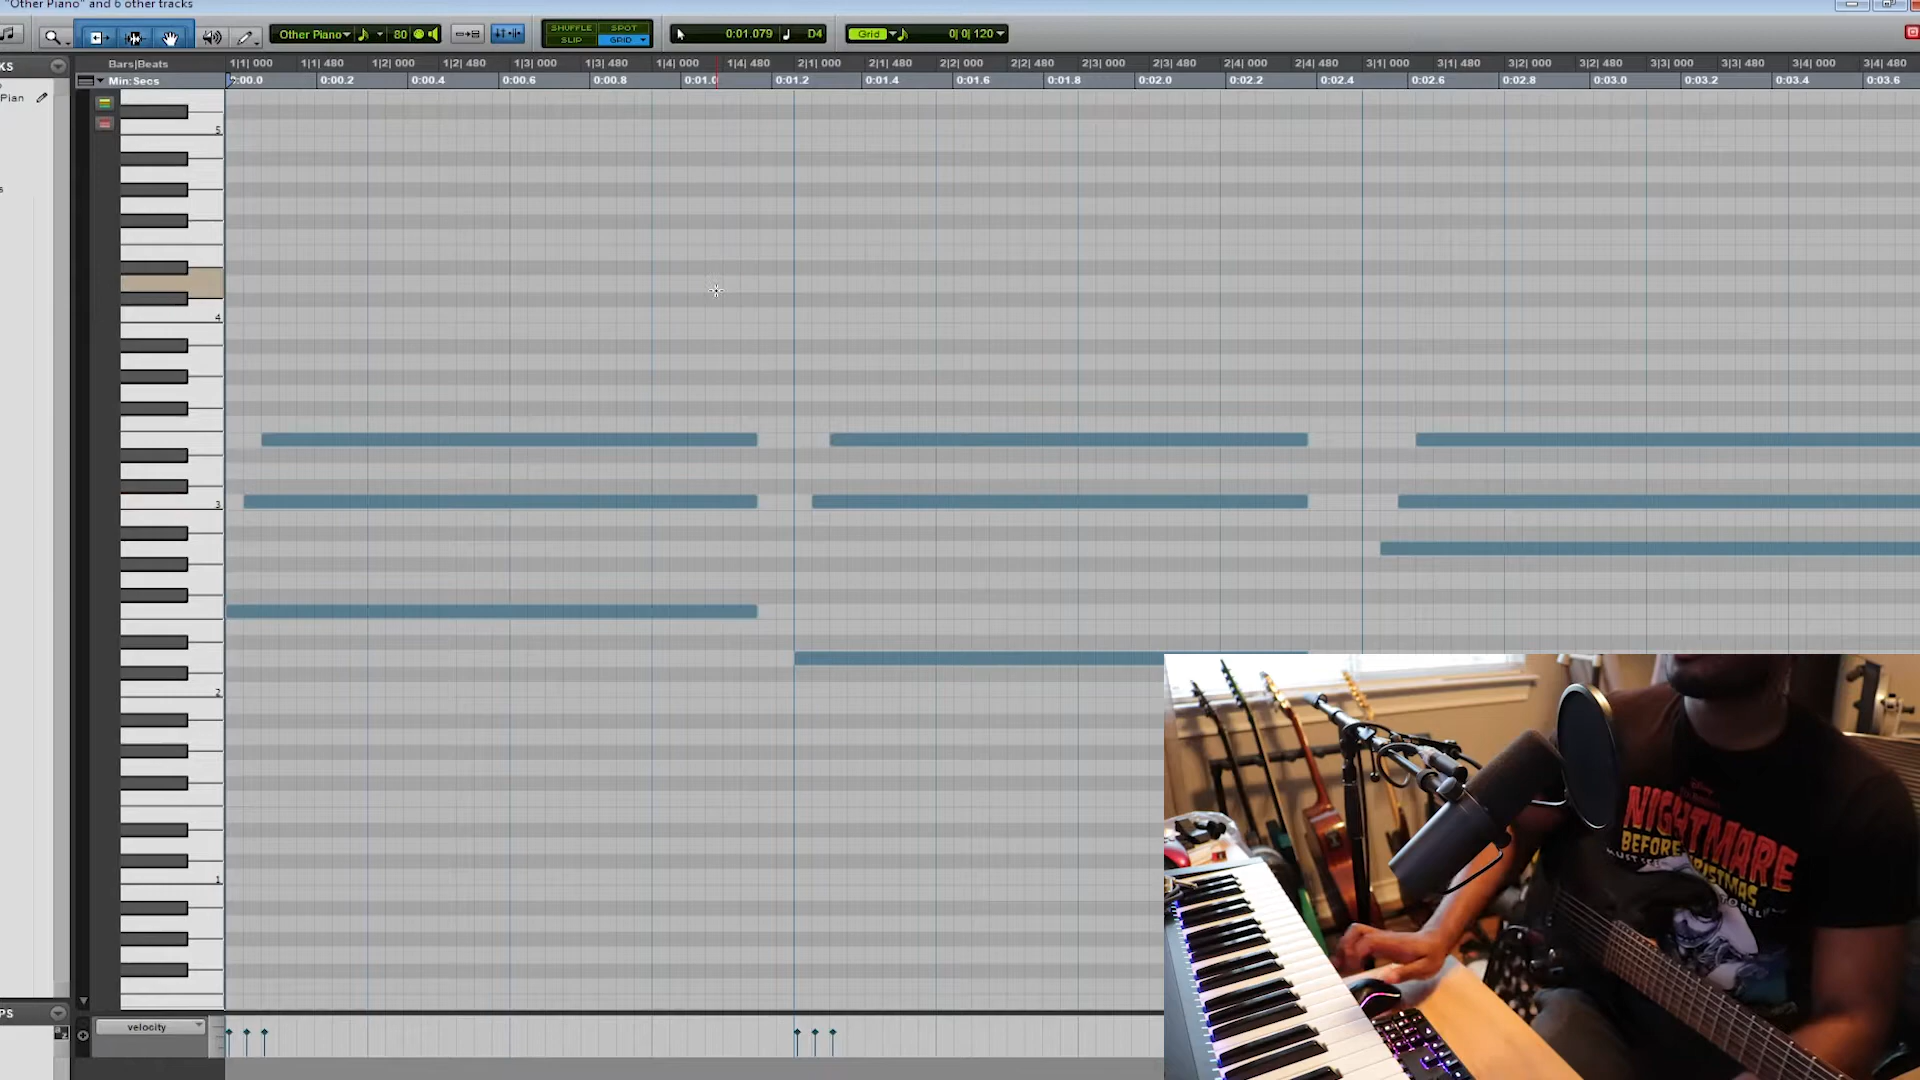 "Other Piano" and 6 other tracks
Other Piano
80
SHUFFLE
SPOT
SLIP
GRID
0:01.079
D4
Grid
0| 0| 120
KS
Bars|Beats
1|1| 000
1|1| 480
1|2| 000
1|2| 480
1|3| 000
1|3| 480
1|4| 000
1|4| 480
2|1| 000
2|1| 480
2|2| 000
2|2| 480
2|3| 000
2|3| 480
2|4| 000
2|4| 480
3|1| 000
3|1| 480
3|2| 000
3|2| 480
3|3| 000
3|3| 480
3|4| 000
3|4| 480
Min:Secs
0:00.0
0:00.2
0:00.4
0:00.6
0:00.8
0:01.0
0:01.2
0:01.4
0:01.6
0:01.8
0:02.0
0:02.2
0:02.4
0:02.6
0:02.8
0:03.0
0:03.2
0:03.4
0:03.6
Pian
s
5
4
3
2
1
PS
velocity
NIGHTMARE
BEFORE CHRISTMAS